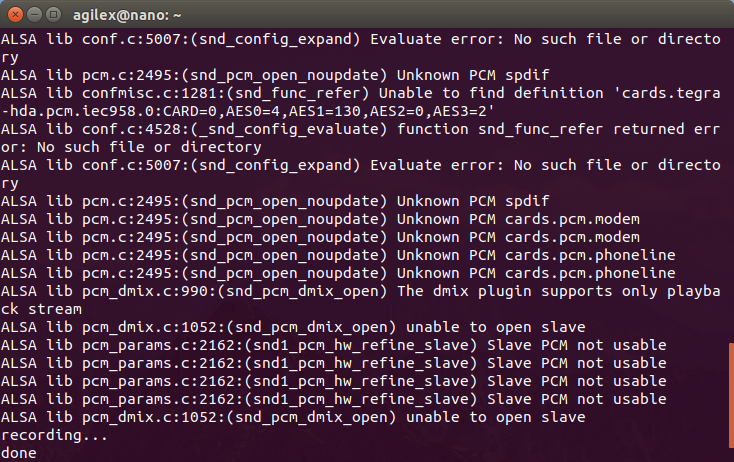 agilex@nano: ~
ALSA lib conf.c:5007:(snd_config_expand) Evaluate error: No such file or directo
ry
ALSA lib pcm.c:2495:(snd_pcm_open_noupdate) Unknown PCM spdif
ALSA lib confmisc.c:1281:(snd_func_refer) Unable to find definition 'cards.tegra
-hda.pcm.iec958.0:CARD=0,AES0=4,AES1=130,AES2=0,AES3=2'
ALSA lib conf.c:4528:(_snd_config_evaluate) function snd_func_refer returned err
or: No such file or directory
ALSA lib conf.c:5007:(snd_config_expand) Evaluate error: No such file or directo
ry
ALSA lib pcm.c:2495:(snd_pcm_open_noupdate) Unknown PCM spdif
ALSA lib pcm.c:2495:(snd_pcm_open_noupdate) Unknown PCM cards.pcm.modem
ALSA lib pcm.c:2495:(snd_pcm_open_noupdate) Unknown PCM cards.pcm.modem
ALSA lib pcm.c:2495:(snd_pcm_open_noupdate) Unknown PCM cards.pcm.phoneline
ALSA lib pcm.c:2495:(snd_pcm_open_noupdate) Unknown PCM cards.pcm.phoneline
ALSA lib pcm_dmix.c:990:(snd_pcm_dmix_open) The dmix plugin supports only playba
ck stream
ALSA lib pcm_dmix.c:1052:(snd_pcm_dmix_open) unable to open slave
ALSA lib pcm_params.c:2162:(snd1_pcm_hw_refine_slave) Slave PCM not usable
ALSA lib pcm_params.c:2162:(snd1_pcm_hw_refine_slave) Slave PCM not usable
ALSA lib pcm_params.c:2162:(snd1_pcm_hw_refine_slave) Slave PCM not usable
ALSA lib pcm_params.c:2162:(snd1_pcm_hw_refine_slave) Slave PCM not usable
ALSA lib pcm_dmix.c:1052:(snd_pcm_dmix_open) unable to open slave
recording...
done